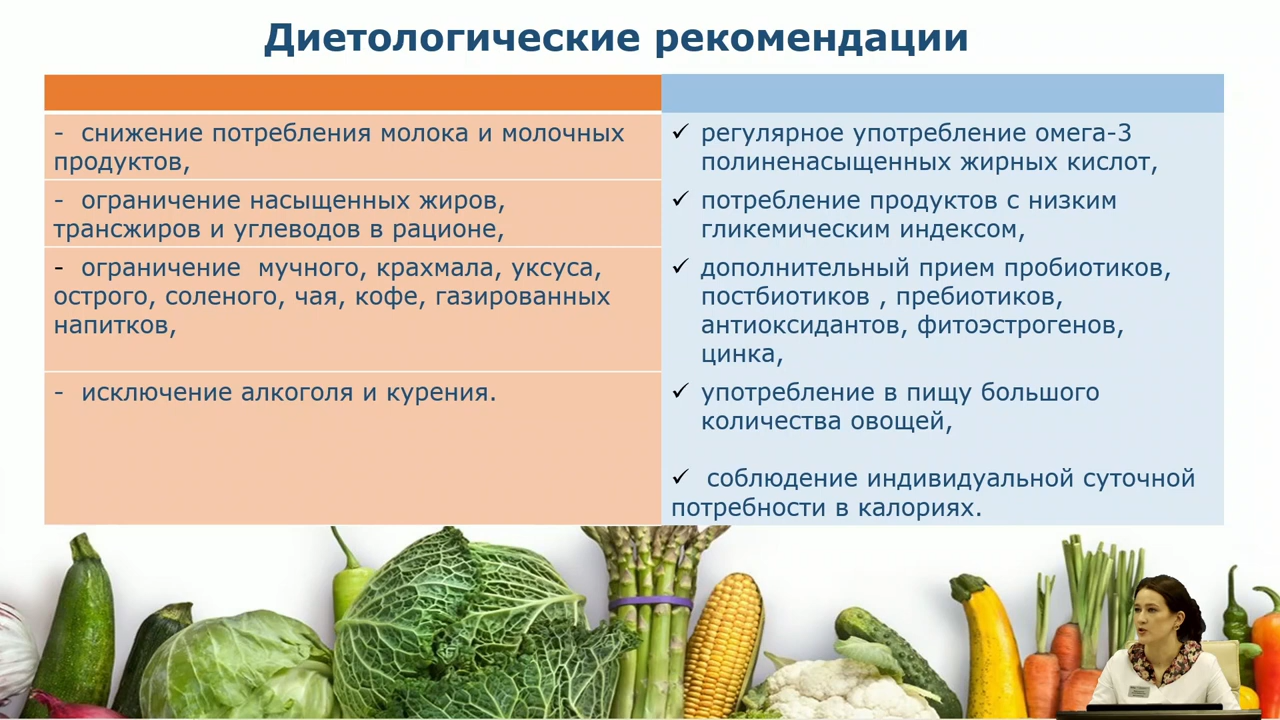 Диетологические рекомендации
- снижение потребления молока и молочных
продуктов,
- ограничение насыщенных жиров,
трансжиров и углеводов в рационе,
- ограничение мучного, крахмала, уксуса,
острого, соленого, чая, кофе, газированных
напитков,
- исключение алкоголя и курения.
✓ регулярное употребление омега-3
полиненасыщенных жирных кислот,
✓ потребление продуктов с низким
гликемическим индексом,
✓ дополнительный прием пробиотиков,
постбиотиков , пребиотиков,
антиоксидантов, фитоэстрогенов,
цинка,
✓ употребление в пищу большого
количества овощей,
✓ соблюдение индивидуальной суточной
потребности в калориях.